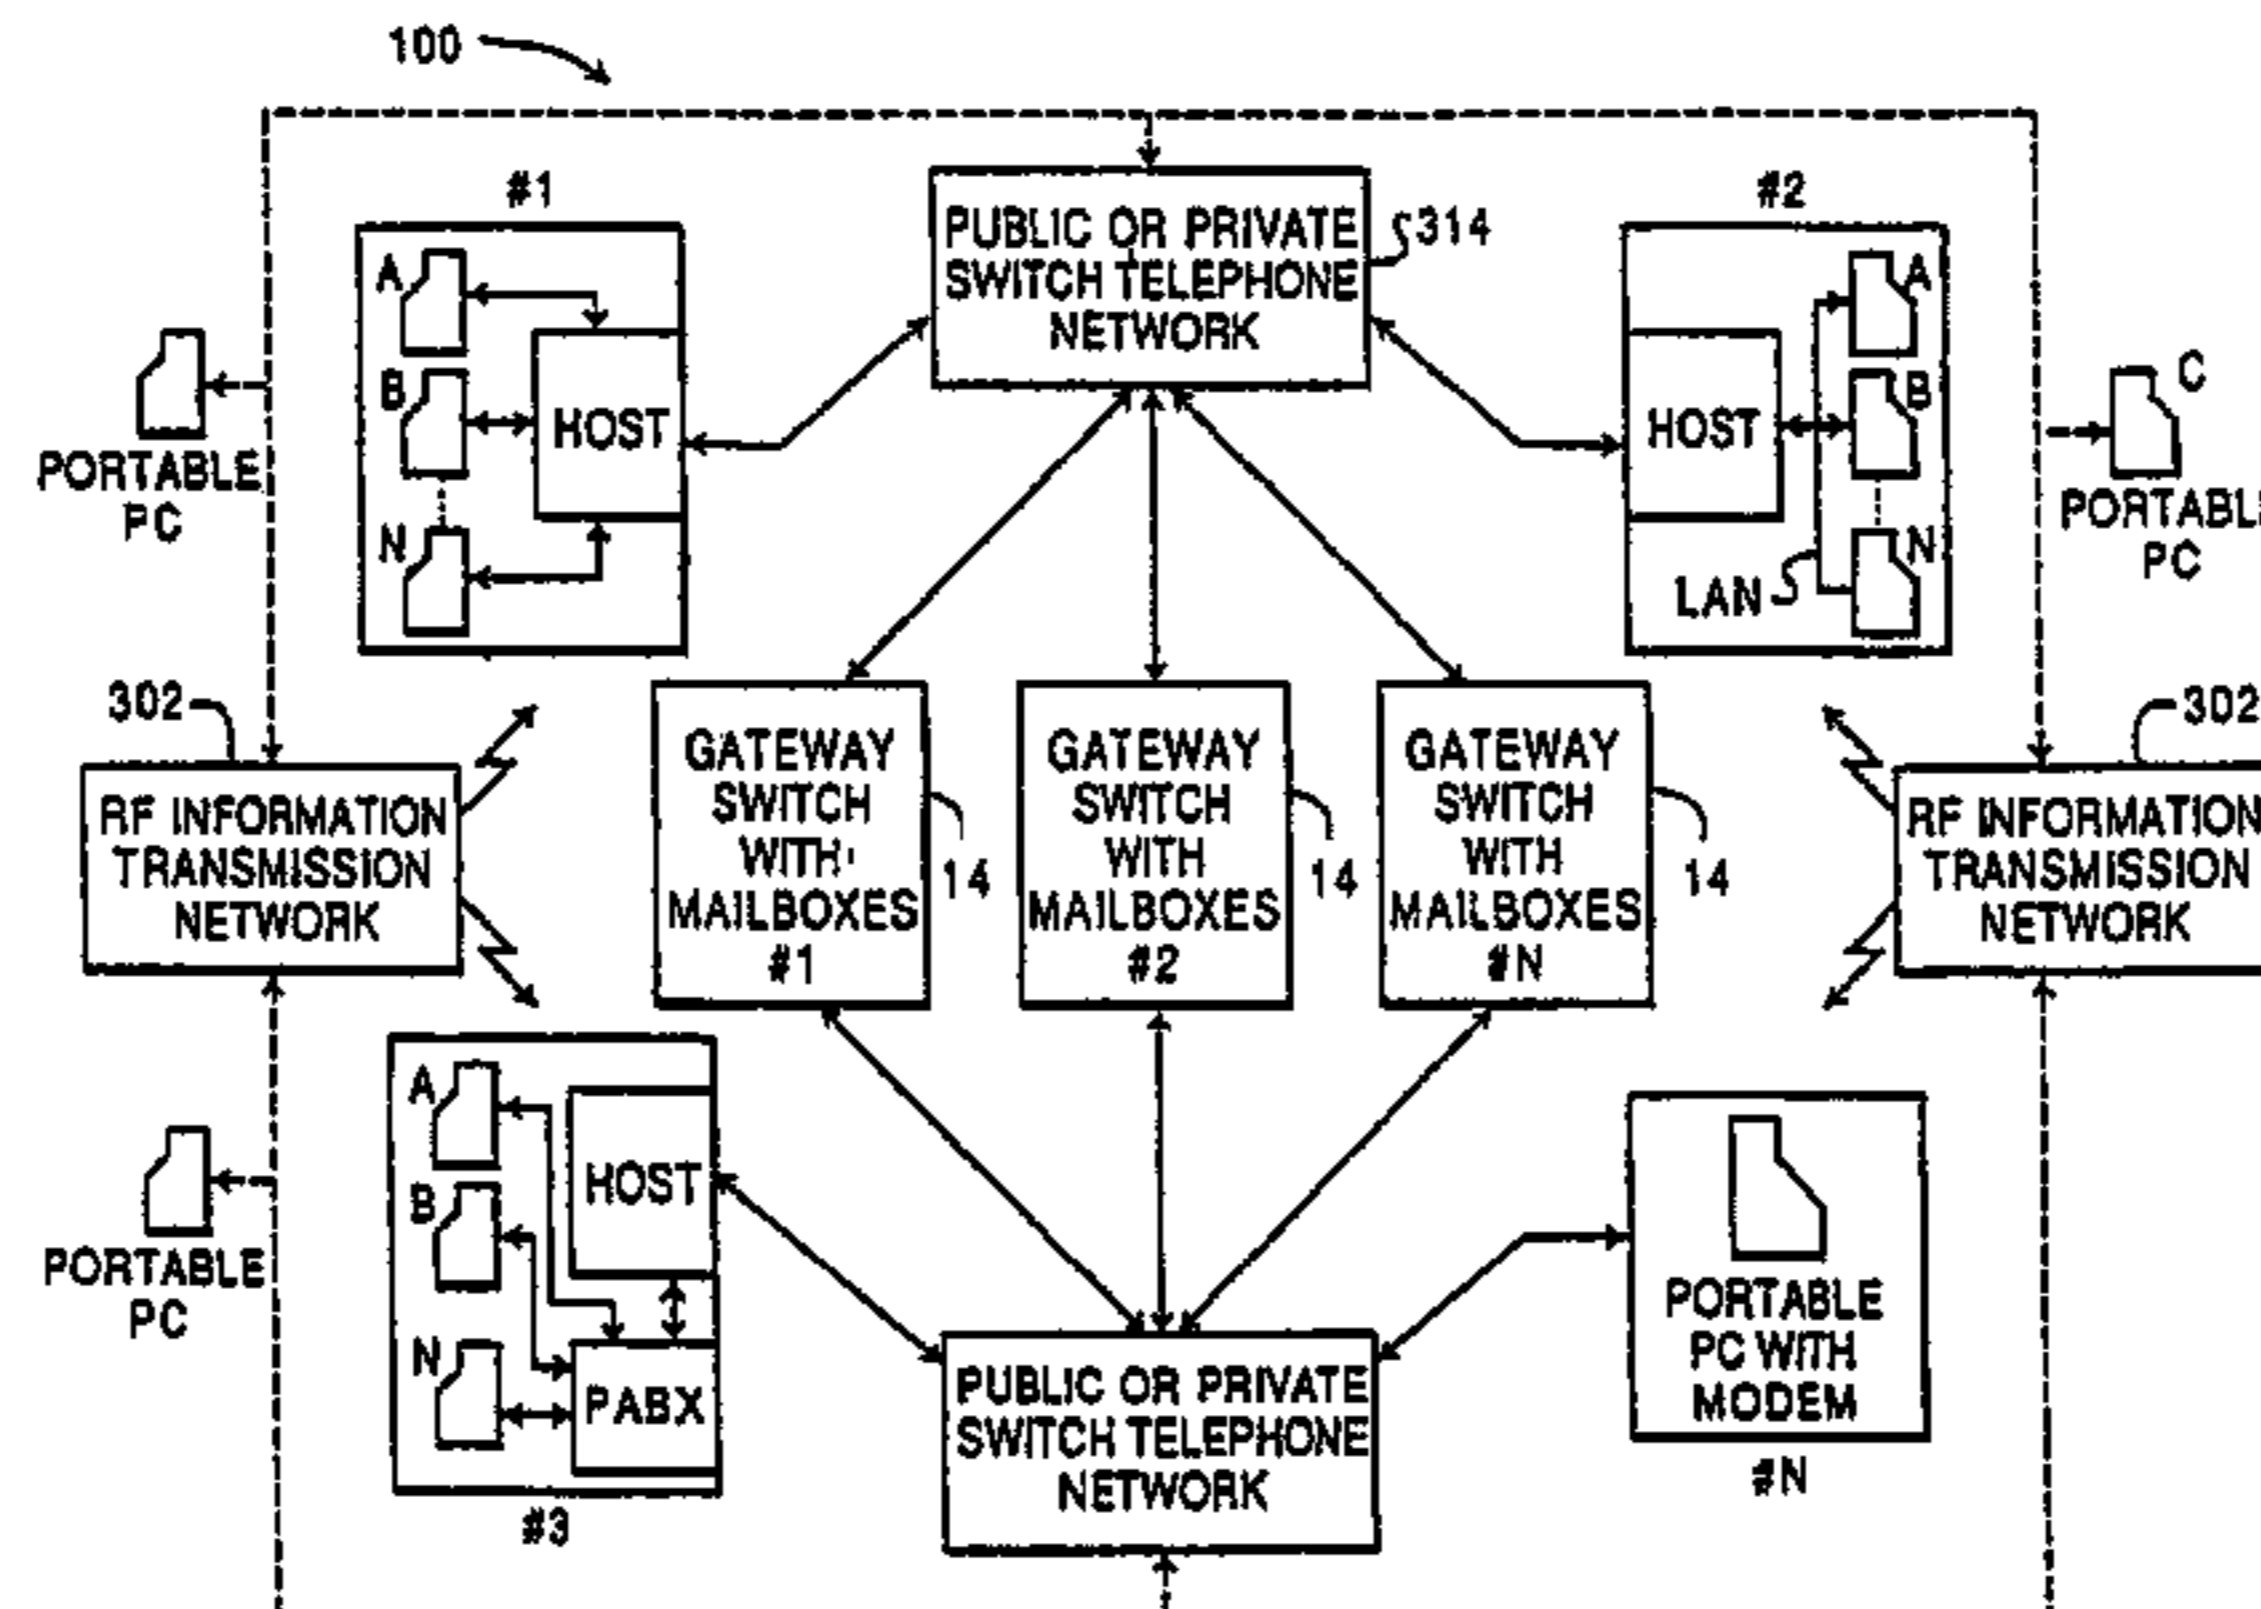 100
#1
PUBLIC OR PRIVATE
SWITCH TELEPHONE
NETWORK
314
#2
A
B
N
HOST
HOST
A
B
N
LAN
PORTABLE
PC
C
PORTABLE
PC
302
RF INFORMATION
TRANSMISSION
NETWORK
GATEWAY
SWITCH
WITH
MAILBOXES
#1
14
GATEWAY
SWITCH
WITH
MAILBOXES
#2
14
GATEWAY
SWITCH
WITH
MAILBOXES
#N
14
302
RF INFORMATION
TRANSMISSION
NETWORK
A
B
N
HOST
PABX
#3
PORTABLE
PC
PUBLIC OR PRIVATE
SWITCH TELEPHONE
NETWORK
PORTABLE
PC WITH
MODEM
#N